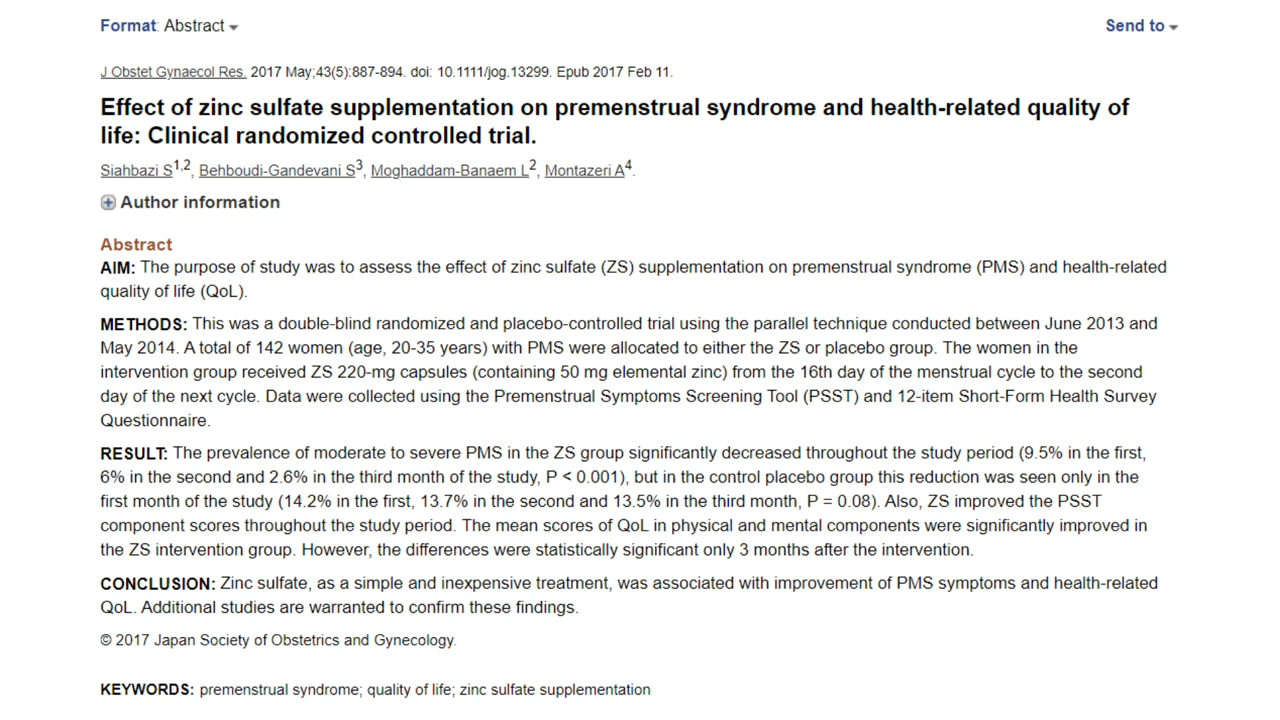 Format: Abstract
Send to
J Obstet Gynaecol Res. 2017 May;43(5):887-894. doi: 10.1111/jog.13299. Epub 2017 Feb 11.
Effect of zinc sulfate supplementation on premenstrual syndrome and health-related quality of
life: Clinical randomized controlled trial.
Siahbazi S1,2, Behboudi-Gandevani S3, Moghaddam-Banaem L2, Montazeri A4.
Author information
Abstract
AIM: The purpose of study was to assess the effect of zinc sulfate (ZS) supplementation on premenstrual syndrome (PMS) and health-related
quality of life (QoL).
METHODS: This was a double-blind randomized and placebo-controlled trial using the parallel technique conducted between June 2013 and
May 2014. A total of 142 women (age, 20-35 years) with PMS were allocated to either the ZS or placebo group. The women in the
intervention group received ZS 220-mg capsules (containing 50 mg elemental zinc) from the 16th day of the menstrual cycle to the second
day of the next cycle. Data were collected using the Premenstrual Symptoms Screening Tool (PSST) and 12-item Short-Form Health Survey
Questionnaire.
RESULT: The prevalence of moderate to severe PMS in the ZS group significantly decreased throughout the study period (9.5% in the first,
6% in the second and 2.6% in the third month of the study, P < 0.001), but in the control placebo group this reduction was seen only in the
first month of the study (14.2% in the first, 13.7% in the second and 13.5% in the third month, P = 0.08). Also, ZS improved the PSST
component scores throughout the study period. The mean scores of QoL in physical and mental components were significantly improved in
the ZS intervention group. However, the differences were statistically significant only 3 months after the intervention.
CONCLUSION: Zinc sulfate, as a simple and inexpensive treatment, was associated with improvement of PMS symptoms and health-related
QoL. Additional studies are warranted to confirm these findings.
© 2017 Japan Society of Obstetrics and Gynecology.
KEYWORDS: premenstrual syndrome; quality of life; zinc sulfate supplementation